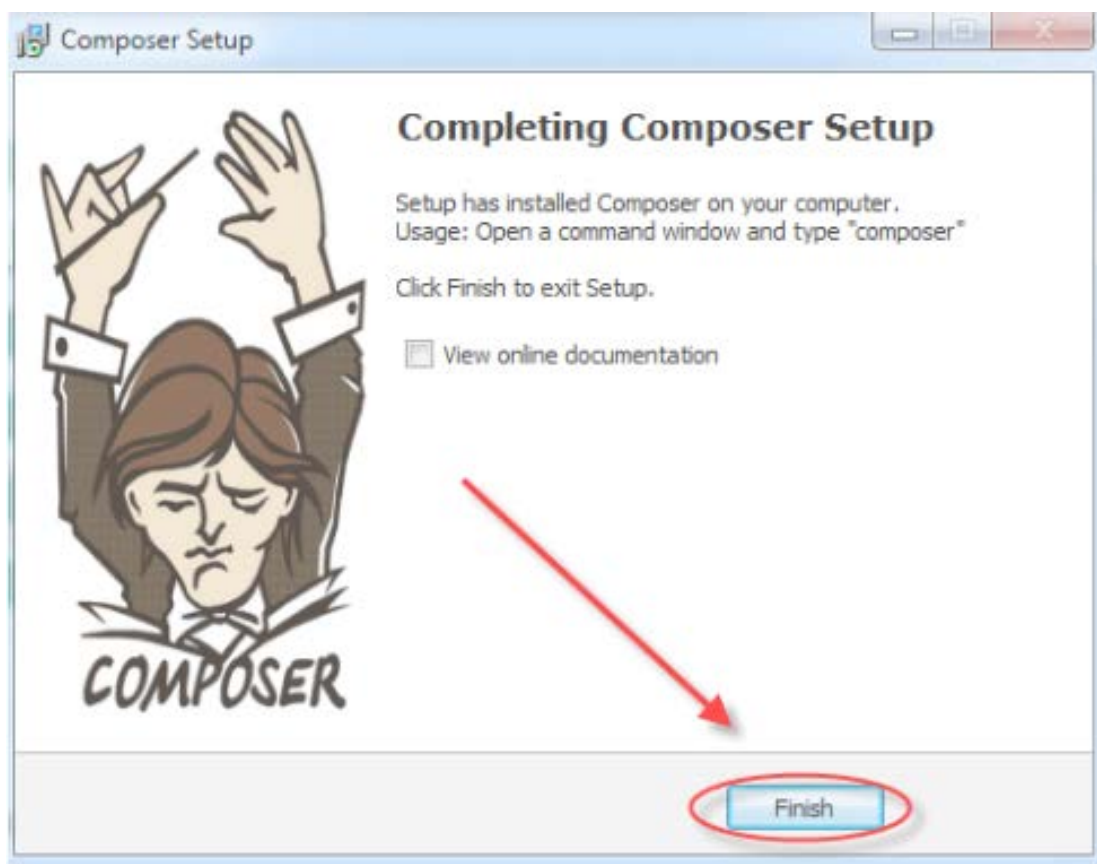 Composer Setup
Completing Composer Setup
Setup has installed Composer on your computer.
Usage: Open a command window and type "composer"
Click Finish to exit Setup.
View online documentation
COMPOSER
Finish